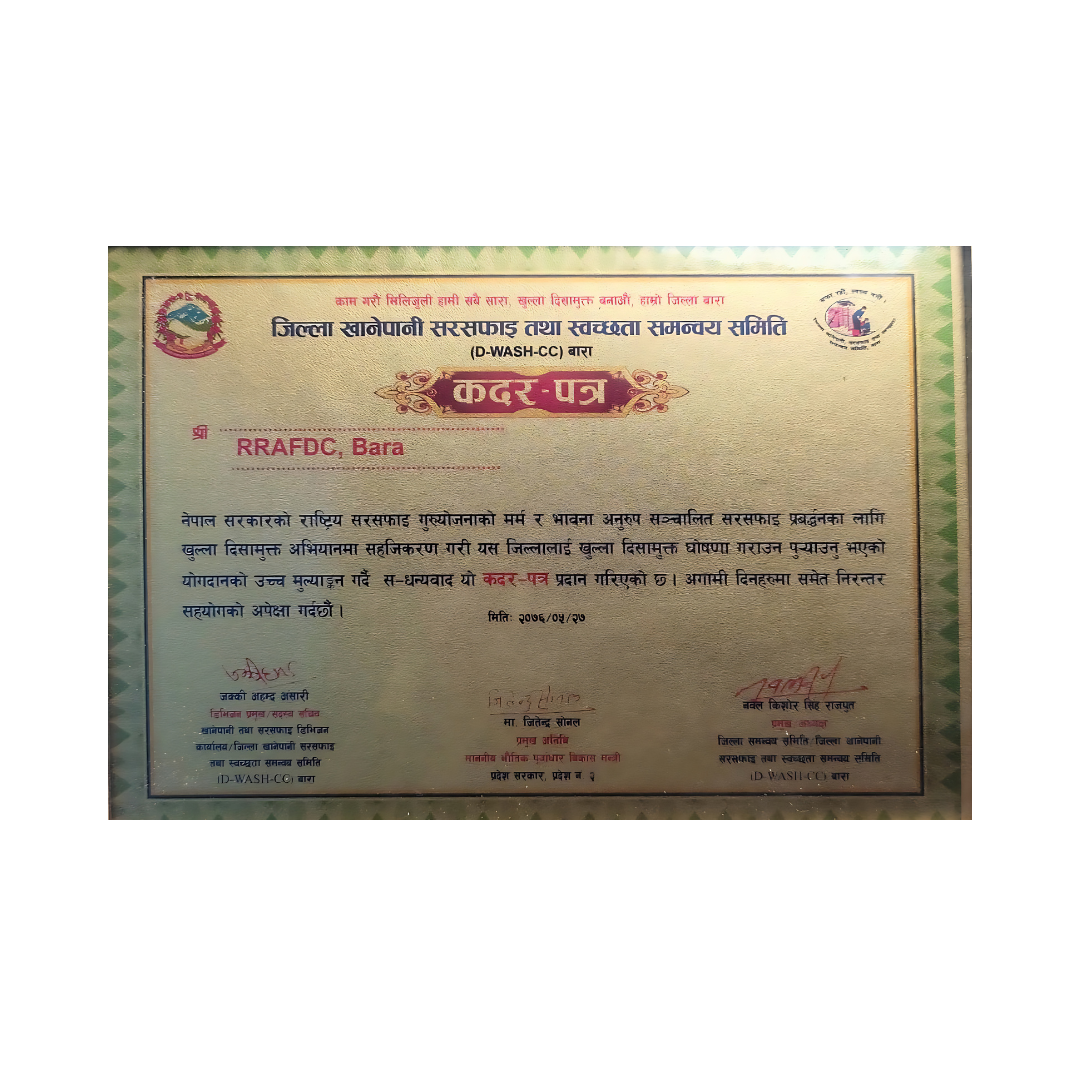 काम गरौं मिलिजुली हामी सबै सारा, खुल्ला दिसामुक्त बनाऔं, हाम्रो जिल्ला बारा
जिल्ला खानेपानी सरसफाइ तथा स्वच्छता समन्वय समिति
(D-WASH-CC) बारा
कदर-पत्र
श्री
RRAFDC, Bara
नेपाल सरकारको राष्ट्रिय सरसफाइ गुरुयोजनाको मर्म र भावना अनुरुप सञ्चालित सरसफाइ प्रबर्द्धनका लागि
खुल्ला दिसामुक्त अभियानमा सहजिकरण गरी यस जिल्लालाई खुल्ला दिसामुक्त घोषणा गराउन पुऱ्याउनु भएको
योगदानको उच्च मुल्याङ्कन गर्दै स-धन्यवाद यो कदर-पत्र प्रदान गरिएको छ। अगामी दिनहरुमा समेत निरन्तर
सहयोगको अपेक्षा गर्दछौं।
मितिः २०७६/०५/२७
जक्की अहमद अंसारी
डिभिजन प्रमुख/सदस्य सचिव
खानेपानी तथा सरसफाइ डिभिजन
कार्यालय/जिल्ला खानेपानी सरसफाइ
तथा स्वच्छता समन्वय समिति
(D-WASH-CC) बारा
जितेन्द्र सोनल
मा. जितेन्द्र सोनल
प्रमुख अतिथि
माननीय भौतिक पुर्वाधार विकास मन्त्री
प्रदेश सरकार, प्रदेश नं. २
नवल किशोर सिंह राजपुत
प्रमुख/अध्यक्ष
जिल्ला समन्वय समिति/जिल्ला खानेपानी
सरसफाइ तथा स्वच्छता समन्वय समिति
(D-WASH-CC) बारा